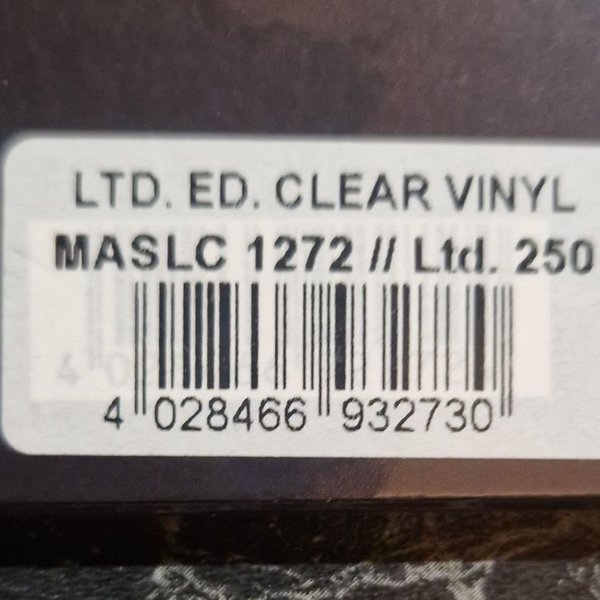 LTD. ED. CLEAR VINYL
MASLC 1272 // Ltd. 250
4 028466 932730